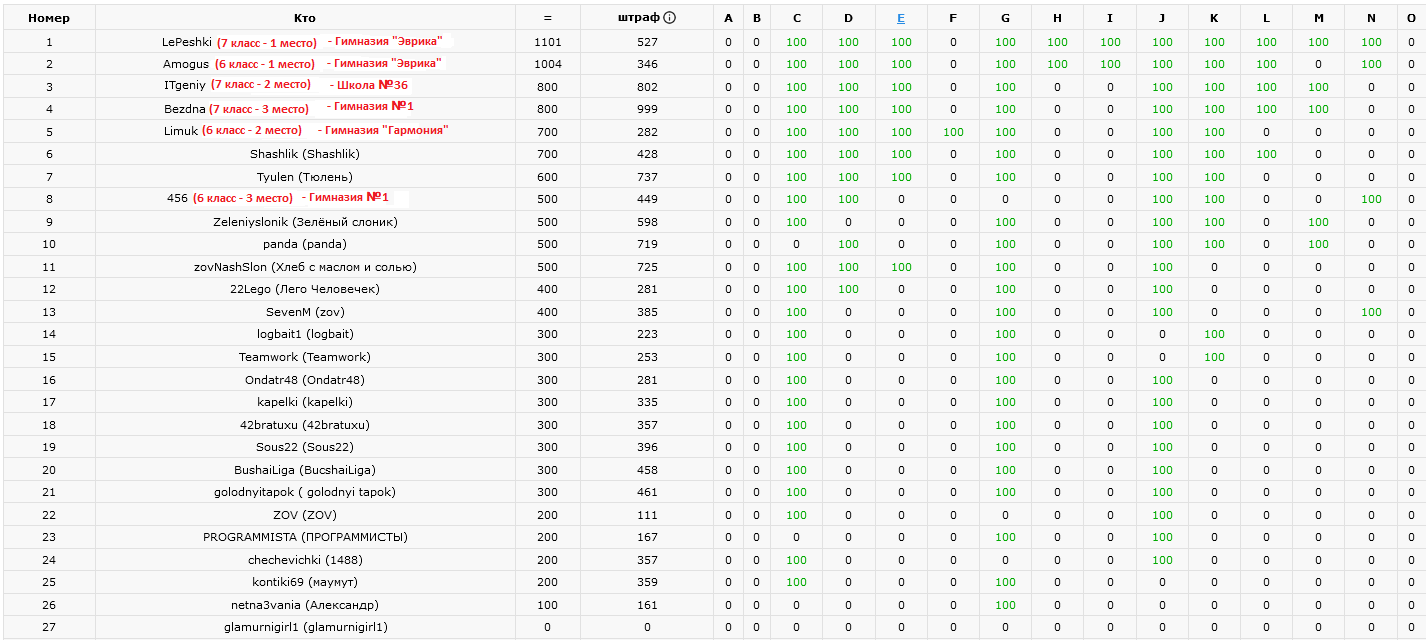 Номер Кто = штраф A B C D E F G H I J K L M N O
1 LePeshki (7 класс - 1 место) - Гимназия "Эврика" 1101 527 0 0 100 100 100 0 100 100 100 100 100 100 100 100 0
2 Amogus (6 класс - 1 место) - Гимназия "Эврика" 1004 346 0 0 100 100 100 0 100 100 100 100 100 100 0 100 0
3 ITgeniy (7 класс - 2 место) - Школа №36 800 802 0 0 100 100 100 0 100 0 0 100 100 100 100 0 0
4 Bezdna (7 класс - 3 место) - Гимназия №1 800 999 0 0 100 100 100 0 100 0 0 100 100 100 100 0 0
5 Limuk (6 класс - 2 место) - Гимназия "Гармония" 700 282 0 0 100 100 100 100 100 0 0 100 100 0 0 0 0
6 Shashlik (Shashlik) 700 428 0 0 100 100 100 0 100 0 0 100 100 100 0 0 0
7 Tyulen (Тюлень) 600 737 0 0 100 100 100 0 100 0 0 100 100 0 0 0 0
8 456 (6 класс - 3 место) - Гимназия №1 500 449 0 0 100 100 0 0 0 0 0 100 100 0 0 100 0
9 Zeleniyslonik (Зелёный слоник) 500 598 0 0 100 0 0 0 100 0 0 100 100 0 100 0 0
10 panda (panda) 500 719 0 0 0 100 0 0 100 0 0 100 100 0 100 0 0
11 zovNashSlon (Хлеб с маслом и солью) 500 725 0 0 100 100 100 0 100 0 0 100 0 0 0 0 0
12 22Lego (Лего Человечек) 400 281 0 0 100 100 0 0 100 0 0 100 0 0 0 0 0
13 SevenM (zov) 400 385 0 0 100 0 0 0 100 0 0 100 0 0 0 100 0
14 logbait1 (logbait) 300 223 0 0 100 0 0 0 100 0 0 0 100 0 0 0 0
15 Teamwork (Teamwork) 300 253 0 0 100 0 0 0 100 0 0 0 100 0 0 0 0
16 Ondatr48 (Ondatr48) 300 281 0 0 100 0 0 0 100 0 0 100 0 0 0 0 0
17 kapelki (kapelki) 300 335 0 0 100 0 0 0 100 0 0 100 0 0 0 0 0
18 42bratuxu (42bratuxu) 300 357 0 0 100 0 0 0 100 0 0 100 0 0 0 0 0
19 Sous22 (Sous22) 300 396 0 0 100 0 0 0 100 0 0 100 0 0 0 0 0
20 BushaiLiga (BucshaiLiga) 300 458 0 0 100 0 0 0 100 0 0 100 0 0 0 0 0
21 golodnyitapok ( golodnyi tapok) 300 461 0 0 100 0 0 0 100 0 0 100 0 0 0 0 0
22 ZOV (ZOV) 200 111 0 0 100 0 0 0 0 0 0 100 0 0 0 0 0
23 PROGRAMMISTA (ПРОГРАММИСТЫ) 200 167 0 0 0 0 0 0 100 0 0 100 0 0 0 0 0
24 chechevichki (1488) 200 357 0 0 100 0 0 0 0 0 0 100 0 0 0 0 0
25 kontiki69 (маумут) 200 359 0 0 100 0 0 0 100 0 0 0 0 0 0 0 0
26 netna3vania (Александр) 100 161 0 0 0 0 0 0 100 0 0 0 0 0 0 0 0
27 glamurnigirl1 (glamurnigirl1) 0 0 0 0 0 0 0 0 0 0 0 0 0 0 0 0 0